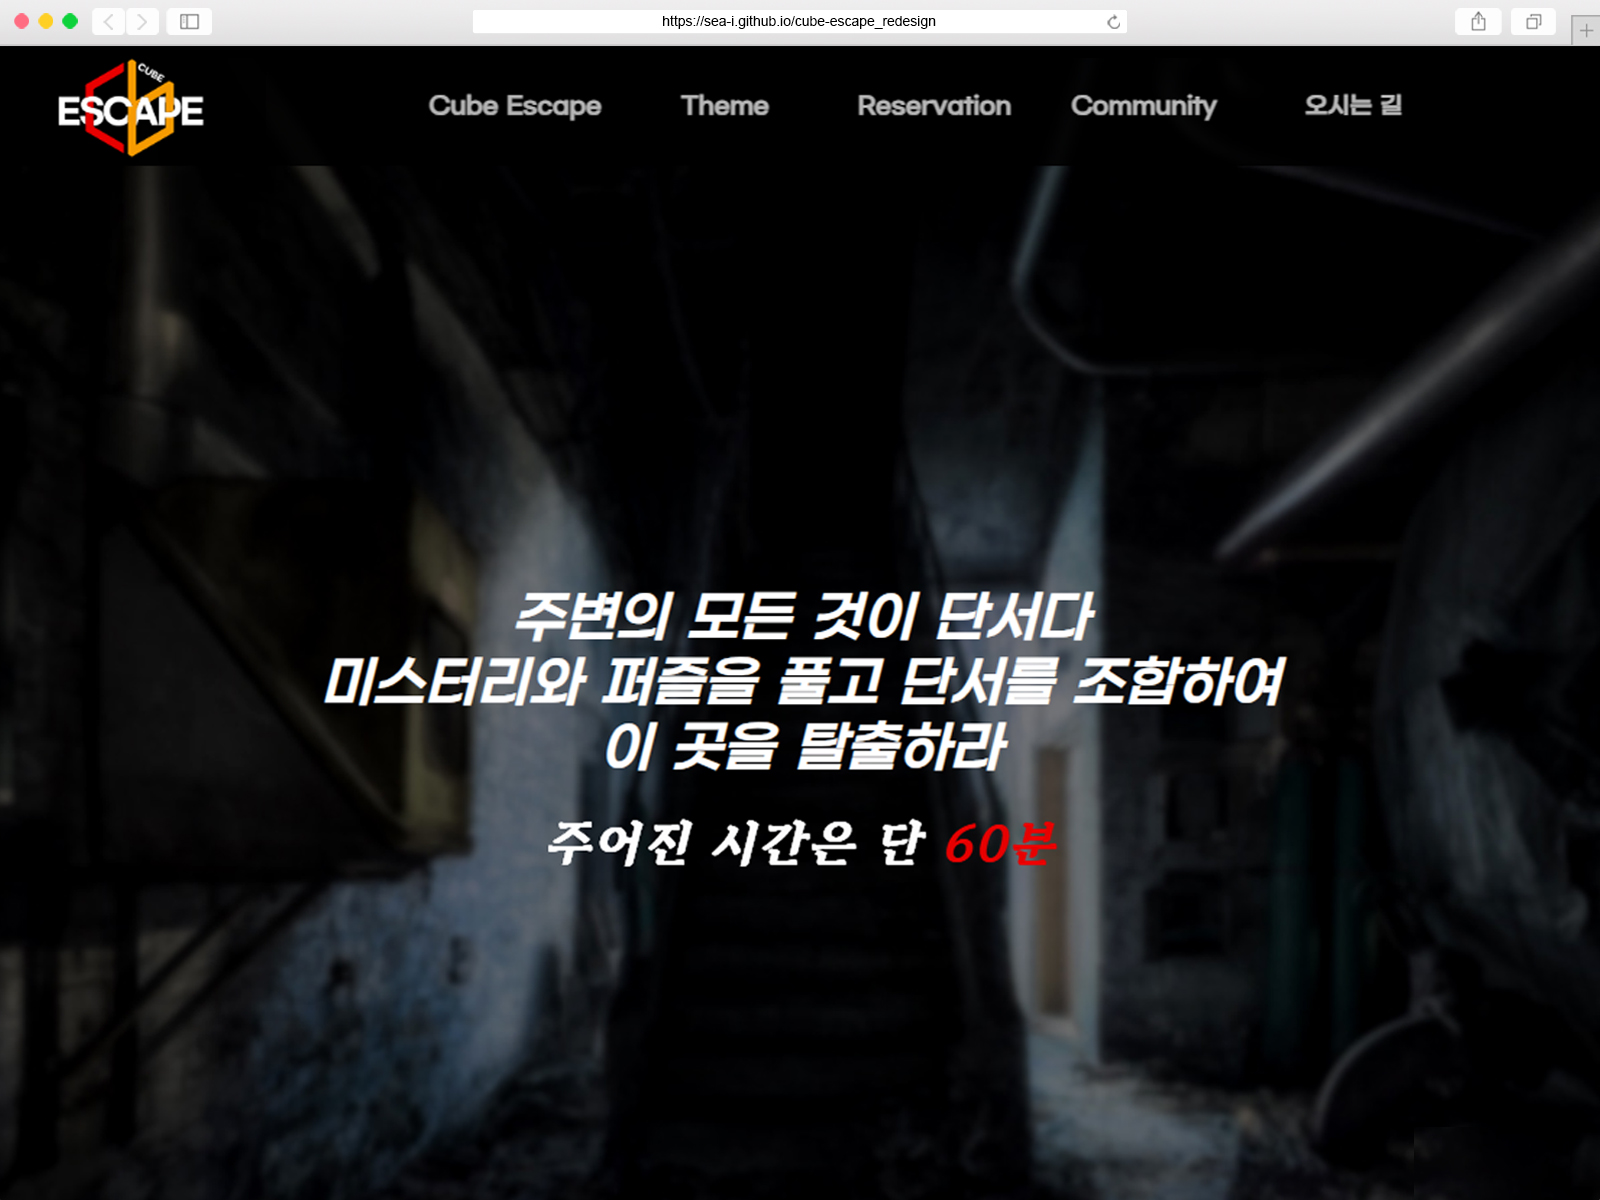 https://sea-i.github.io/cube-escape_redesign
CUBE
ESCAPE
Cube Escape
Theme
Reservation
Community
오시는 길
주변의 모든 것이 단서다
미스터리와 퍼즐을 풀고 단서를 조합하여
이 곳을 탈출하라
주어진 시간은 단 60분